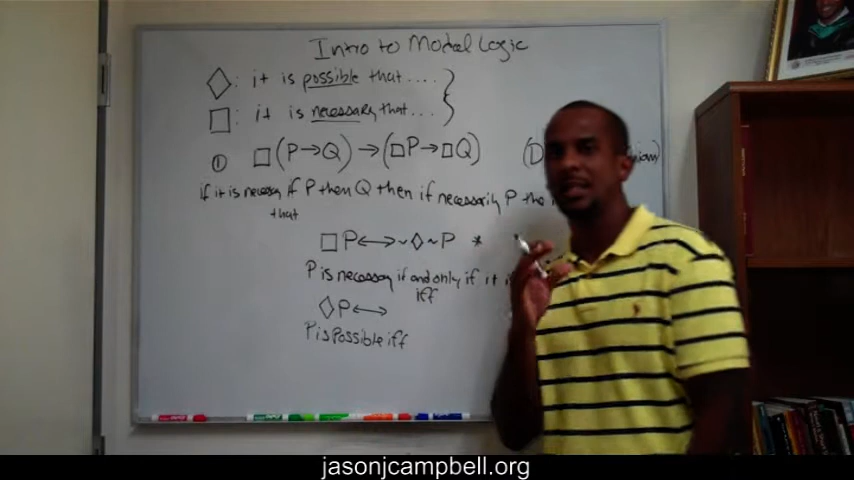 Intro to Modal Logic
◇: it is possible that....
□: it is necessary that...
① □(P→Q)→(□P→□Q) (D
if it is necessary if P then Q then if necessarily P the
that
□P↔~◇~P *
P is necessary if and only if it i
iff
◇P↔
P is Possible iff
jasonjcampbell.org